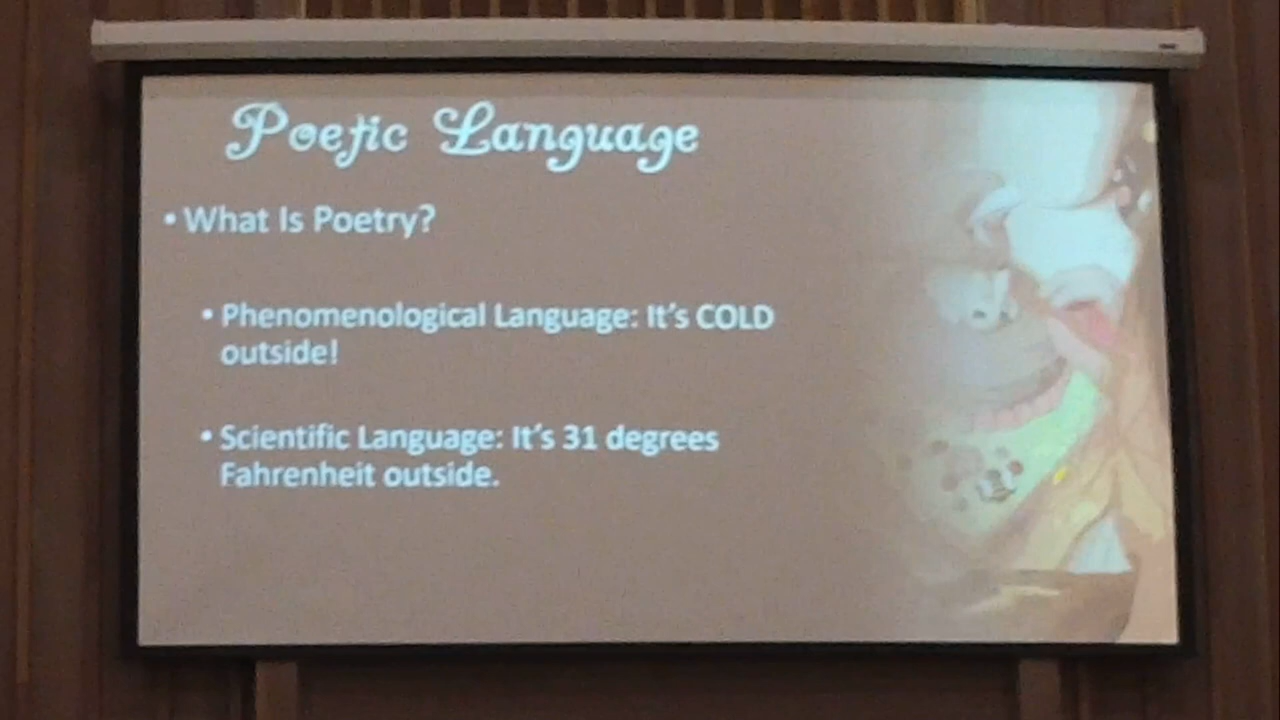 Poetic Language
• What Is Poetry?
• Phenomenological Language: It's COLD
outside!
• Scientific Language: It's 31 degrees
Fahrenheit outside.